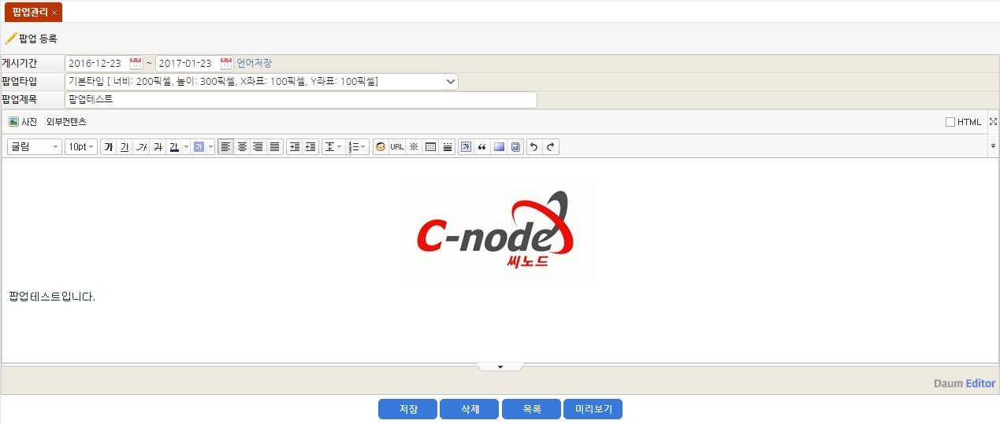 팝업관리 ×
팝업 등록
게시기간 2016-12-23 ~ 2017-01-23 언어저장
팝업타입 기본타입 [ 너비: 200픽셀, 높이: 300픽셀, X좌표: 100픽셀, Y좌표: 100픽셀]
팝업제목 팝업테스트
사진 외부컨텐츠 HTML
굴림 10pt 가 가 가 가 가 가 URL ※ 가
C-node
씨노드
팝업테스트입니다.
Daum Editor
저장 삭제 목록 미리보기